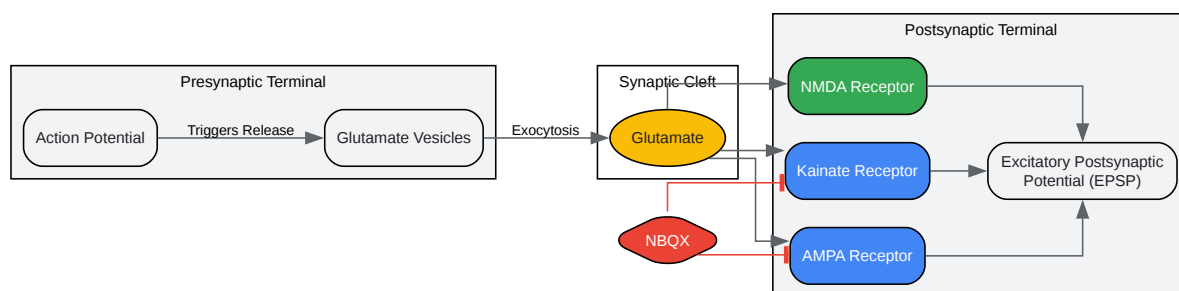 Postsynaptic Terminal
Presynaptic Terminal
Synaptic Cleft
NMDA Receptor
Action Potential
Triggers Release
Glutamate Vesicles
Exocytosis
Glutamate
Kainate Receptor
Excitatory Postsynaptic
Potential (EPSP)
NBQX
AMPA Receptor